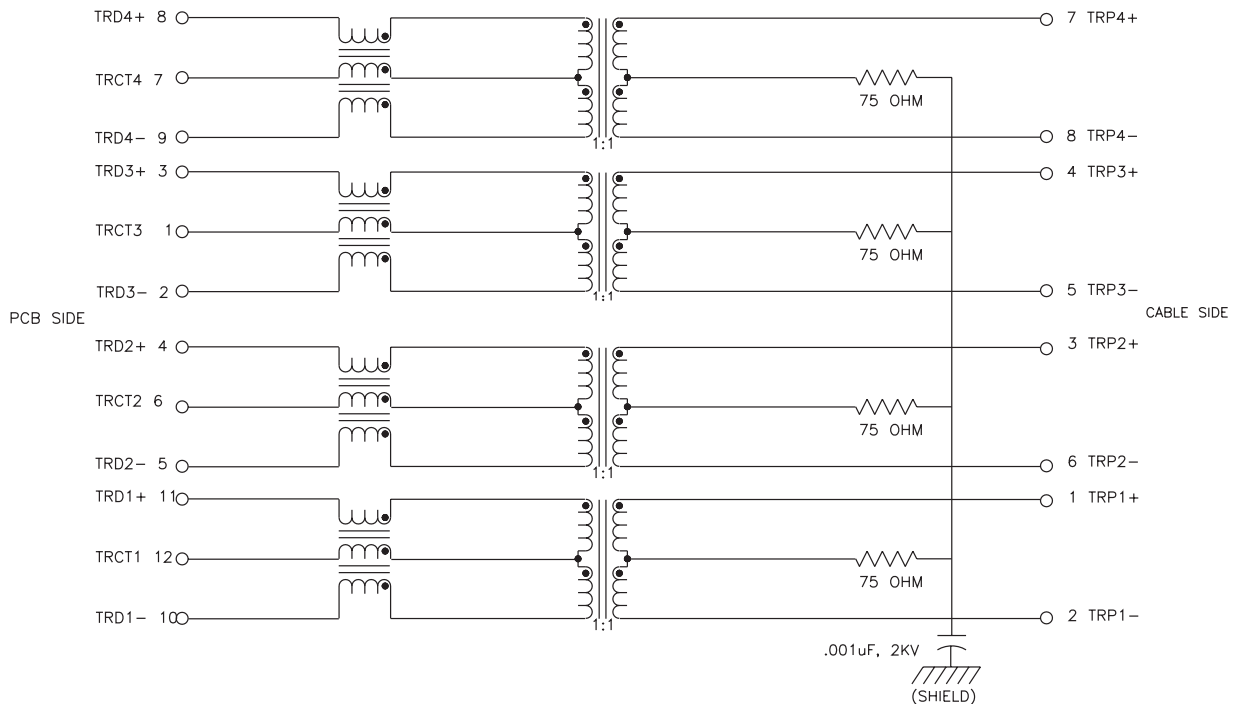 TRD4+ 8
7 TRP4+
TRCT4 7
75 OHM
TRD4- 9
8 TRP4-
1:1
TRD3+ 3
4 TRP3+
TRCT3 1
75 OHM
TRD3- 2
5 TRP3-
1:1
PCB SIDE
CABLE SIDE
TRD2+ 4
3 TRP2+
TRCT2 6
75 OHM
TRD2- 5
6 TRP2-
1:1
TRD1+ 11
1 TRP1+
TRCT1 12
75 OHM
TRD1- 10
2 TRP1-
1:1
.001uF, 2KV
(SHIELD)